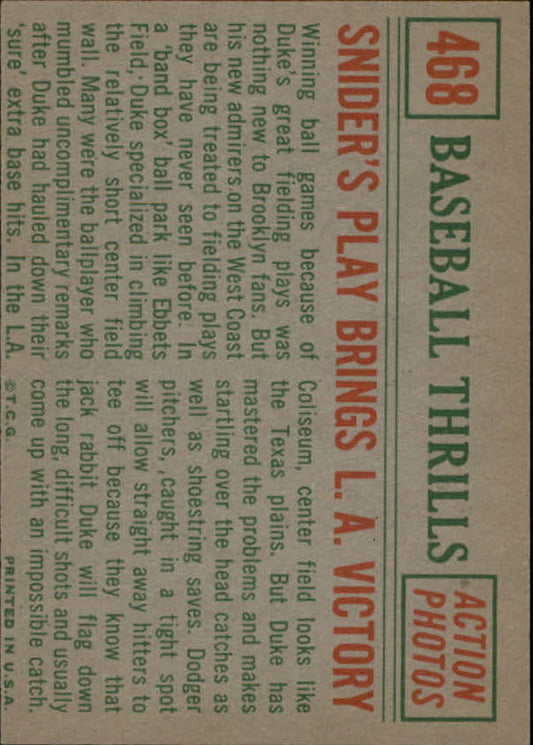 468 BASEBALL THRILLS ACTION PHOTOS
SNIDER'S PLAY BRINGS L. A. VICTORY
Winning ball games because of
Duke's great fielding plays was
nothing new to Brooklyn fans. But
his new admirers on the West Coast
are being treated to fielding plays
they have never seen before. In
a 'band box' ball park like Ebbets
Field, Duke specialized in climbing
the relatively short center field
wall. Many were the ballplayer who
mumbled uncomplimentary remarks
after Duke had hauled down their
'sure' extra base hits. In the L.A.
Coliseum, center field looks like
the Texas plains. But Duke has
mastered the problems and makes
startling over the head catches as
well as shoestring saves. Dodger
pitchers, caught in a tight spot
will allow straight away hitters to
tee off because they know that
jack rabbit Duke will flag down
the long, difficult shots and usually
come up with an impossible catch.
©T.C.G. PRINTED IN U.S.A.